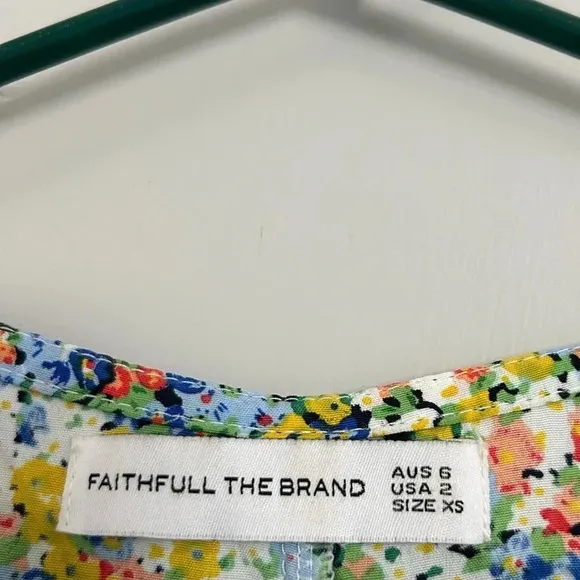 FAITHFULL THE BRAND
AUS 6
USA 2
SIZE XS